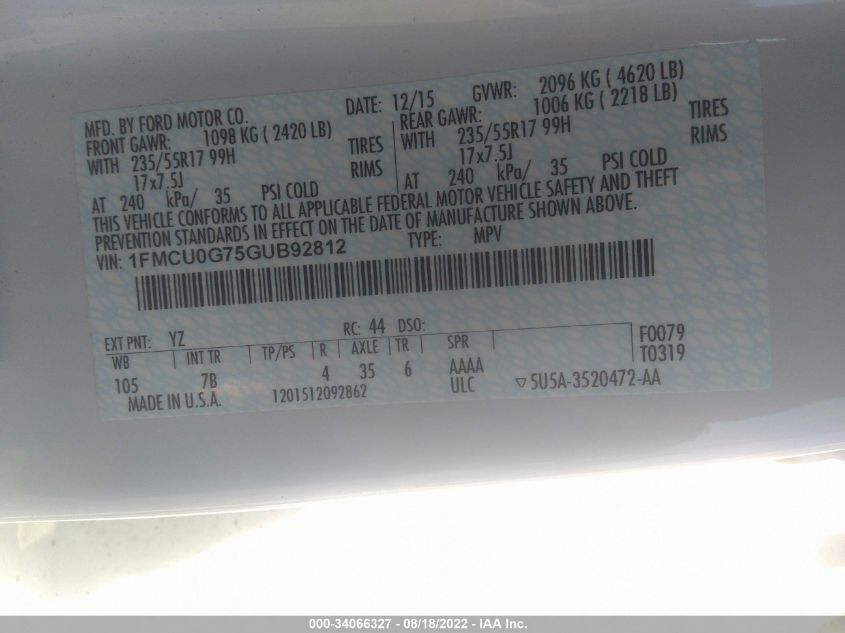 MFD. BY FORD MOTOR CO.
DATE: 12/15 GVWR: 2096 KG ( 4620 LB)
FRONT GAWR: 1098 KG ( 2420 LB)
WITH 235/55R17 99H TIRES
17x7.5J RIMS
AT 240 kPa/ 35 PSI COLD
REAR GAWR: 1006 KG ( 2218 LB)
WITH 235/55R17 99H TIRES
17x7.5J RIMS
AT 240 kPa/ 35 PSI COLD
THIS VEHICLE CONFORMS TO ALL APPLICABLE FEDERAL MOTOR VEHICLE SAFETY AND THEFT
PREVENTION STANDARDS IN EFFECT ON THE DATE OF MANUFACTURE SHOWN ABOVE.
VIN: 1FMCU0G75GUB92812 TYPE: MPV
EXT PNT: YZ RC: 44 DSO:
WB INT TR TP/PS R AXLE TR SPR
105 7B 4 35 6 AAAA
ULC
F0079
T0319
MADE IN U.S.A. 1201512092862 ▽5U5A-3520472-AA
000-34066327 - 08/18/2022 - IAA Inc.